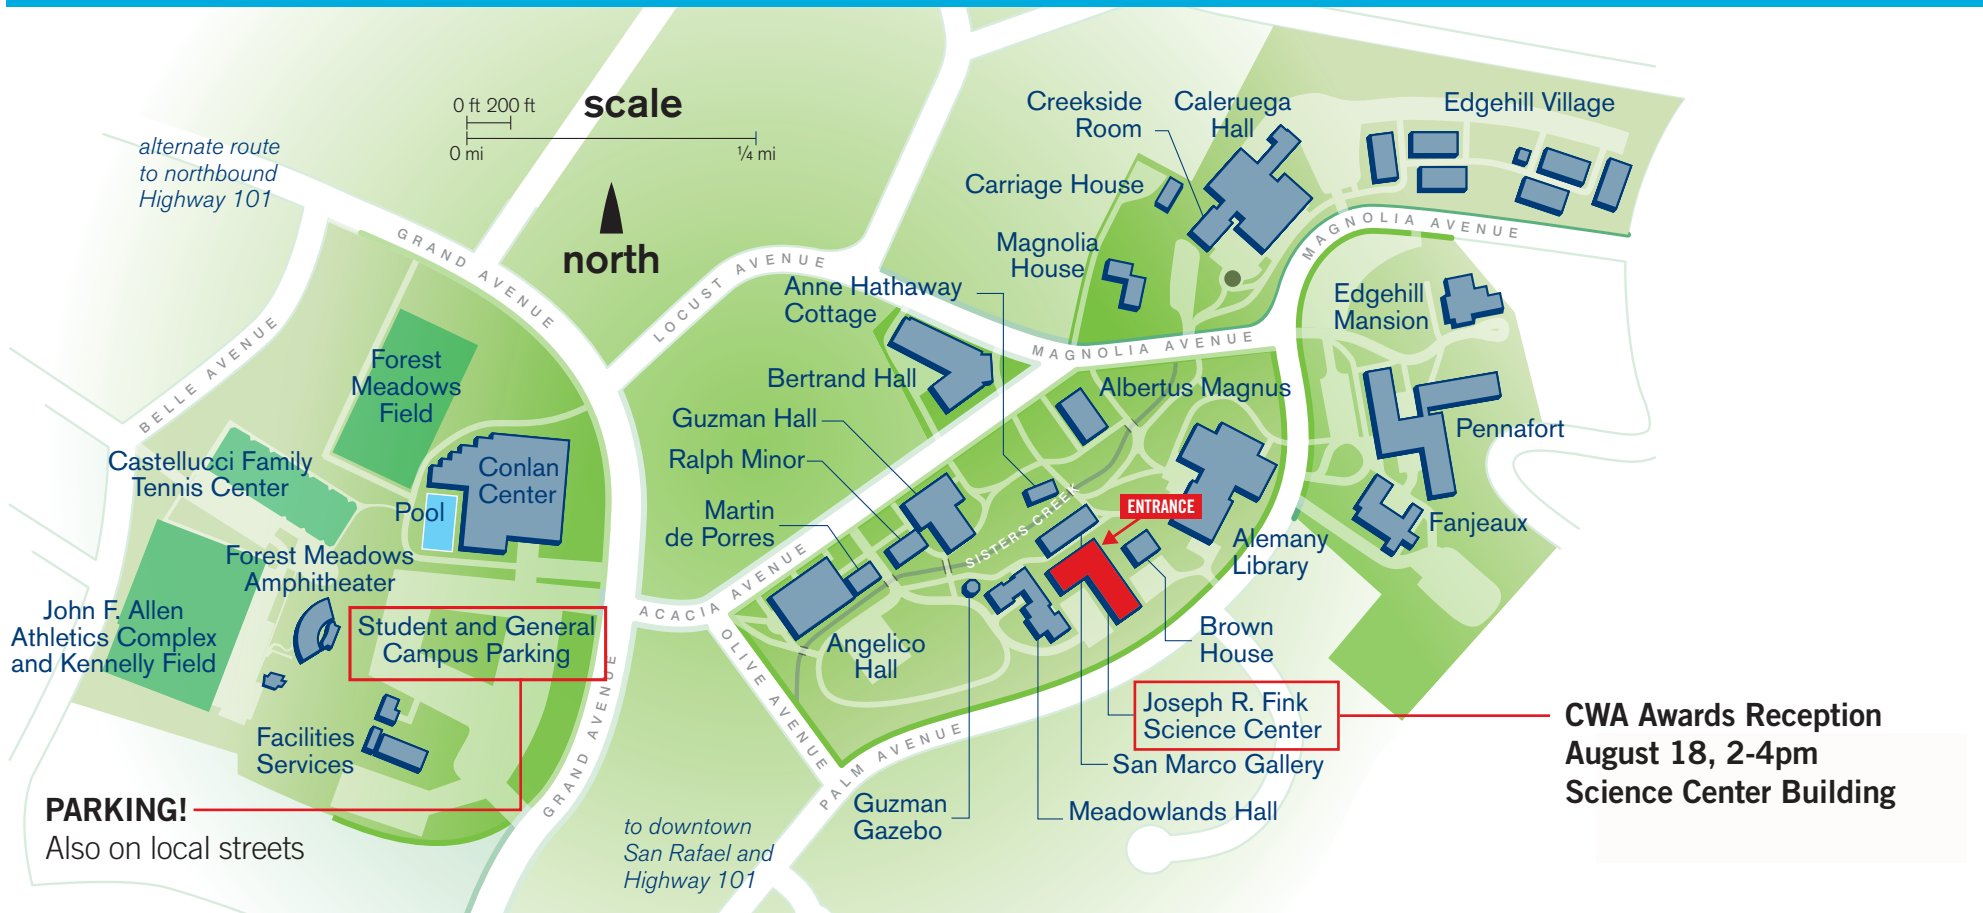 0 ft 200 ft
scale
0 mi
¼ mi
north
alternate route
to northbound
Highway 101
Creekside
Room
Caleruega
Hall
Edgehill Village
Carriage House
Magnolia
House
MAGNOLIA AVENUE
GRAND AVENUE
LOCUST AVENUE
Anne Hathaway
Cottage
Edgehill
Mansion
MAGNOLIA AVENUE
BELLE AVENUE
Forest
Meadows
Field
Bertrand Hall
Albertus Magnus
Guzman Hall
Pennafort
Castellucci Family
Tennis Center
Conlan
Center
Ralph Minor
Pool
Martin
de Porres
SISTERS CREEK
ENTRANCE
Fanjeaux
Alemany
Library
Forest Meadows
Amphitheater
John F. Allen
Athletics Complex
and Kennelly Field
Student and General
Campus Parking
ACACIA AVENUE
OLIVE AVENUE
Angelico
Hall
Brown
House
Joseph R. Fink
Science Center
CWA Awards Reception
August 18, 2-4pm
Science Center Building
Facilities
Services
GRAND AVENUE
PALM AVENUE
San Marco Gallery
Guzman
Gazebo
Meadowlands Hall
PARKING!
Also on local streets
to downtown
San Rafael and
Highway 101